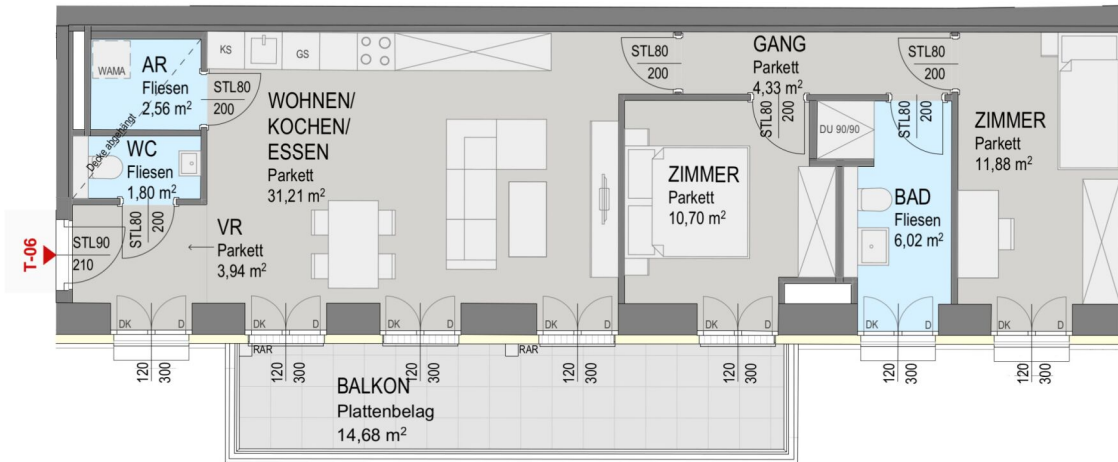 KS
GS
WAMA
AR
Fliesen
2,56 m²
STL80
200
Decke abgehängt
WC
Fliesen
1,80 m²
STL80
200
WOHNEN/
KOCHEN/
ESSEN
Parkett
31,21 m²
T-06
STL90
210
VR
Parkett
3,94 m²
STL80
200
GANG
Parkett
4,33 m²
STL80
200
STL80
200
DU 90/90
STL80
200
ZIMMER
Parkett
10,70 m²
BAD
Fliesen
6,02 m²
ZIMMER
Parkett
11,88 m²
DK D
DK D
DK D
DK D
DK D
DK D
DK D
RAR
RAR
120
300
120
300
120
300
120
300
120
300
120
300
120
300
BALKON
Plattenbelag
14,68 m²